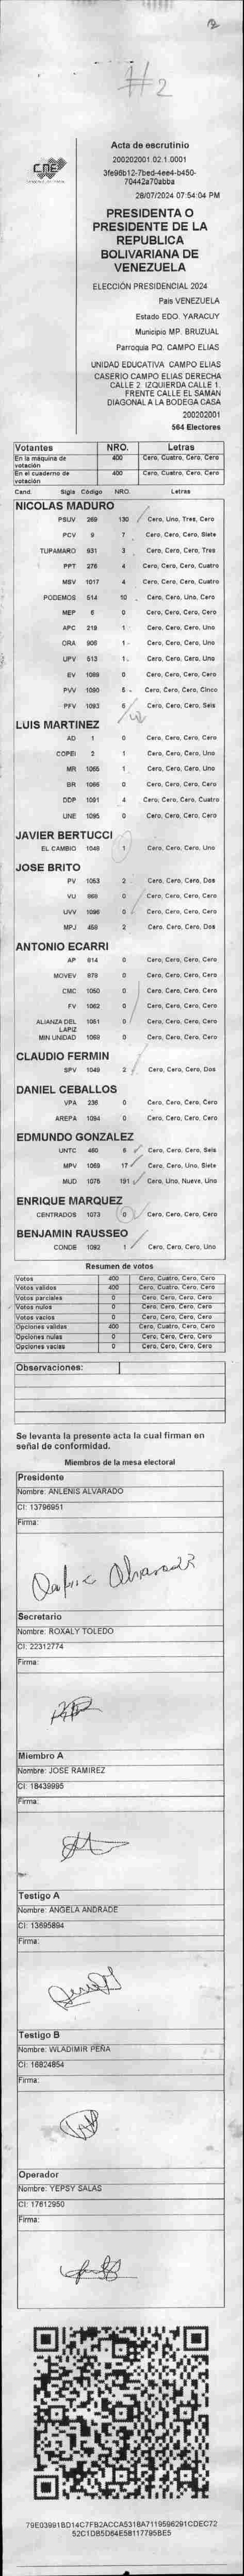 #2
CNE
Acta de escrutinio
200202001.02.1.0001
3fe96b12-7bed-4ee4-b450-
70442a70abba
28/07/2024 07:54:04 PM
PRESIDENTA O
PRESIDENTE DE LA
REPUBLICA
BOLIVARIANA DE
VENEZUELA
ELECCIÓN PRESIDENCIAL 2024
Pais VENEZUELA
Estado EDO. YARACUY
Municipio MP. BRUZUAL
Parroquia PQ. CAMPO ELIAS
UNIDAD EDUCATIVA CAMPO ELIAS
CASERIO CAMPO ELIAS DERECHA
CALLE 2. IZQUIERDA CALLE 1.
FRENTE CALLE EL SAMAN
DIAGONAL A LA BODEGA CASA
200202001
564 Electores
Votantes NRO. Letras
En la máquina de votación 400 Cero, Cuatro, Cero, Cero
En el cuaderno de votación 400 Cero, Cuatro, Cero, Cero
Cand. Sigla Código NRO. Letras
NICOLAS MADURO
PSUV 269 130 Cero, Uno, Tres, Cero
PCV 9 7 Cero, Cero, Cero, Siete
TUPAMARO 931 3 Cero, Cero, Cero, Tres
PPT 276 4 Cero, Cero, Cero, Cuatro
MSV 1017 4 Cero, Cero, Cero, Cuatro
PODEMOS 514 10 Cero, Cero, Uno, Cero
MEP 6 0 Cero, Cero, Cero, Cero
APC 219 1 Cero, Cero, Cero, Uno
ORA 906 1 Cero, Cero, Cero, Uno
UPV 513 1 Cero, Cero, Cero, Uno
EV 1089 0 Cero, Cero, Cero, Cero
PVV 1090 5 Cero, Cero, Cero, Cinco
PFV 1093 6 Cero, Cero, Cero, Seis
LUIS MARTINEZ
AD 1 0 Cero, Cero, Cero, Cero
COPEI 2 1 Cero, Cero, Cero, Uno
MR 1065 1 Cero, Cero, Cero, Uno
BR 1066 0 Cero, Cero, Cero, Cero
DDP 1091 4 Cero, Cero, Cero, Cuatro
UNE 1095 0 Cero, Cero, Cero, Cero
JAVIER BERTUCCI
EL CAMBIO 1048 1 Cero, Cero, Cero, Uno
JOSE BRITO
PV 1053 2 Cero, Cero, Cero, Dos
VU 868 0 Cero, Cero, Cero, Cero
UVV 1096 0 Cero, Cero, Cero, Cero
MPJ 458 2 Cero, Cero, Cero, Dos
ANTONIO ECARRI
AP 814 0 Cero, Cero, Cero, Cero
MOVEV 879 0 Cero, Cero, Cero, Cero
CMC 1050 0 Cero, Cero, Cero, Cero
FV 1062 0 Cero, Cero, Cero, Cero
ALIANZA DEL LAPIZ 1081 0 Cero, Cero, Cero, Cero
MIN UNIDAD 1069 0 Cero, Cero, Cero, Cero
CLAUDIO FERMIN
SPV 1049 2 Cero, Cero, Cero, Dos
DANIEL CEBALLOS
VPA 236 0 Cero, Cero, Cero, Cero
AREPA 1094 0 Cero, Cero, Cero, Cero
EDMUNDO GONZALEZ
UNTC 460 6 Cero, Cero, Cero, Seis
MPV 1068 17 Cero, Cero, Uno, Siete
MUD 1078 191 Cero, Uno, Nueve, Uno
ENRIQUE MARQUEZ
CENTRADOS 1073 0 Cero, Cero, Cero, Cero
BENJAMIN RAUSSEO
CONDE 1092 1 Cero, Cero, Cero, Uno
Resumen de votos
Votos 400 Cero, Cuatro, Cero, Cero
Votos validos 400 Cero, Cuatro, Cero, Cero
Votos parciales 0 Cero, Cero, Cero, Cero
Votos nulos 0 Cero, Cero, Cero, Cero
Votos vacios 0 Cero, Cero, Cero, Cero
Opciones validas 400 Cero, Cuatro, Cero, Cero
Opciones nulas 0 Cero, Cero, Cero, Cero
Opciones vacias 0 Cero, Cero, Cero, Cero
Observaciones:
Se levanta la presente acta la cual firman en
señal de conformidad.
Miembros de la mesa electoral
Presidente
Nombre: ANLENIS ALVARADO
CI: 13796951
Firma:
Secretario
Nombre: ROXALY TOLEDO
CI: 22312774
Firma:
Miembro A
Nombre: JOSE RAMIREZ
CI: 18439995
Firma:
Testigo A
Nombre: ANGELA ANDRADE
CI: 13695894
Firma:
Testigo B
Nombre: WLADIMIR PEÑA
CI: 16824854
Firma:
Operador
Nombre: YEPSY SALAS
CI: 17612950
Firma:
79E03991BD14C7FB2ACCA5318A7119596291CDEC72
52C1DB5D64E58117795BE5